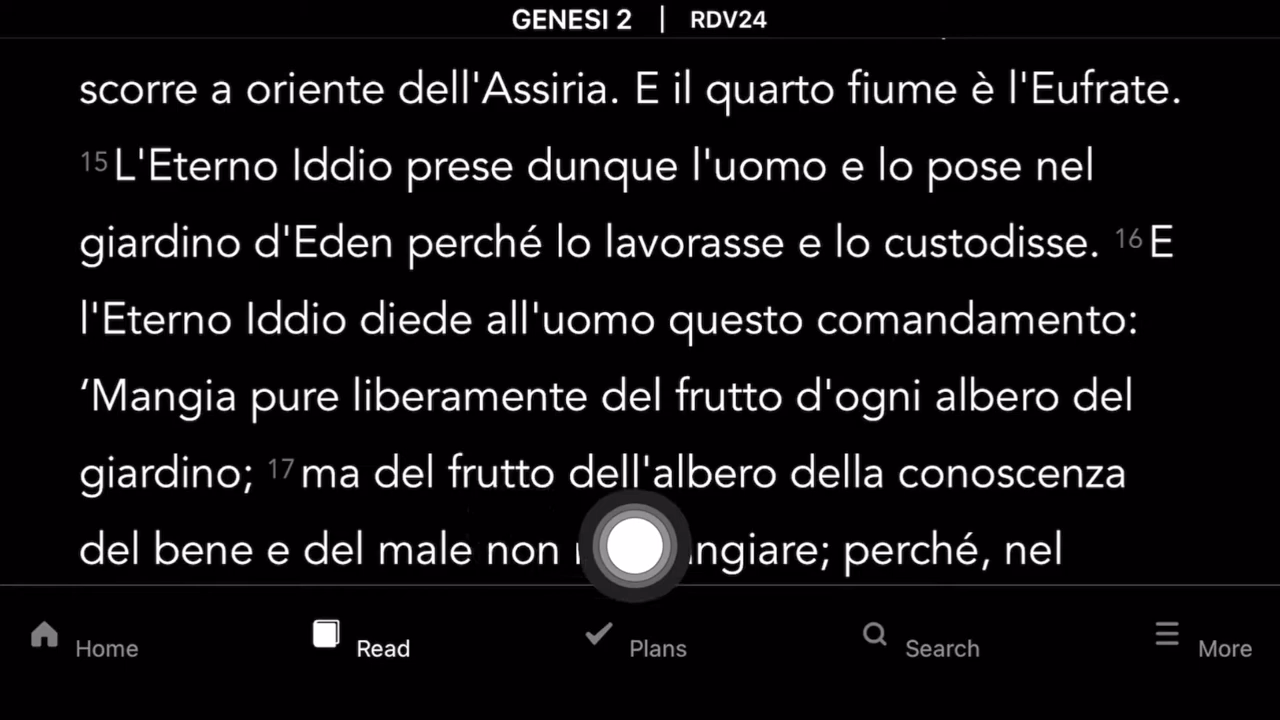 GENESI 2 | RDV24
scorre a oriente dell'Assiria. E il quarto fiume è l'Eufrate.
15 L'Eterno Iddio prese dunque l'uomo e lo pose nel
giardino d'Eden perché lo lavorasse e lo custodisse. 16 E
l'Eterno Iddio diede all'uomo questo comandamento:
‘Mangia pure liberamente del frutto d'ogni albero del
giardino; 17 ma del frutto dell'albero della conoscenza
del bene e del male non perché, nel
Home Read Plans Search More